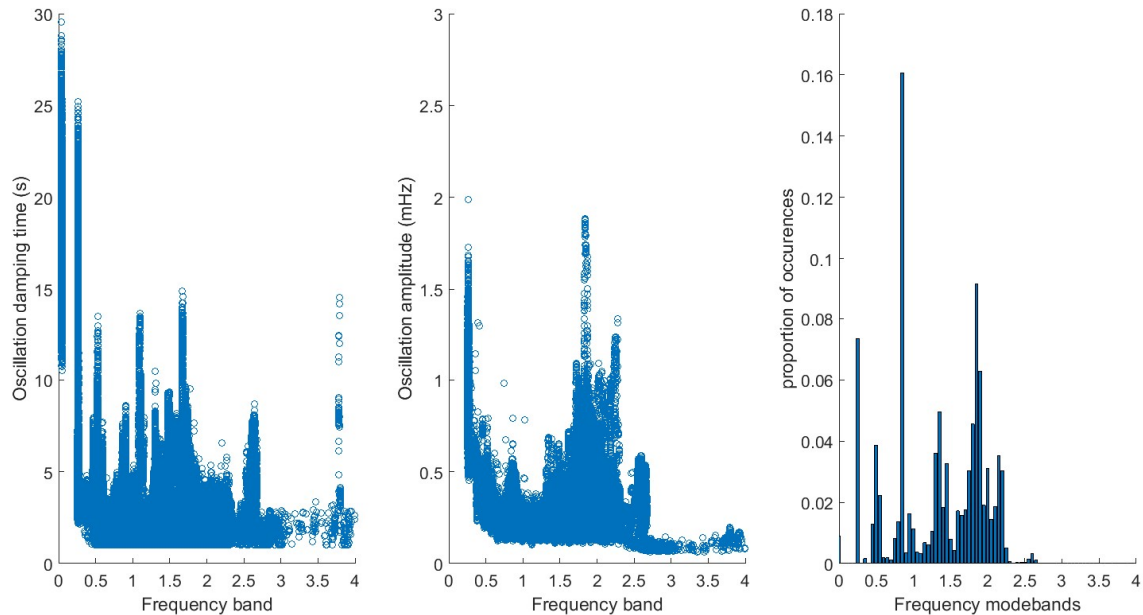 30
25
20
15
10
5
0
Oscillation damping time (s)
0 0.5 1 1.5 2 2.5 3 3.5 4
Frequency band
3
2.5
2
1.5
1
0.5
0
Oscillation amplitude (mHz)
0 0.5 1 1.5 2 2.5 3 3.5 4
Frequency band
0.18
0.16
0.14
0.12
0.1
0.08
0.06
0.04
0.02
0
proportion of occurences
0 0.5 1 1.5 2 2.5 3 3.5 4
Frequency modebands